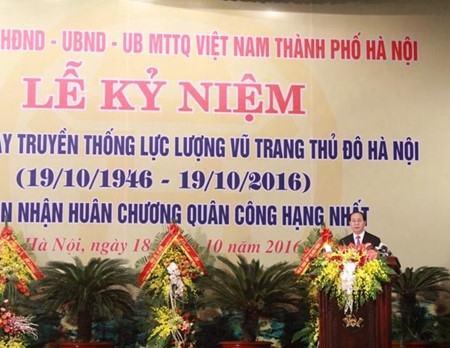 HĐND - UBND - UB MTTQ VIỆT NAM THÀNH PHỐ HÀ NỘI
LỄ KỶ NIỆM
TRUYỀN THỐNG LỰC LƯỢNG VŨ TRANG THỦ ĐÔ HÀ NỘI
(19/10/1946 - 19/10/2016)
NHẬN HUÂN CHƯƠNG QUÂN CÔNG HẠNG NHẤT
Hà Nội, ngày 18 10 năm 2016